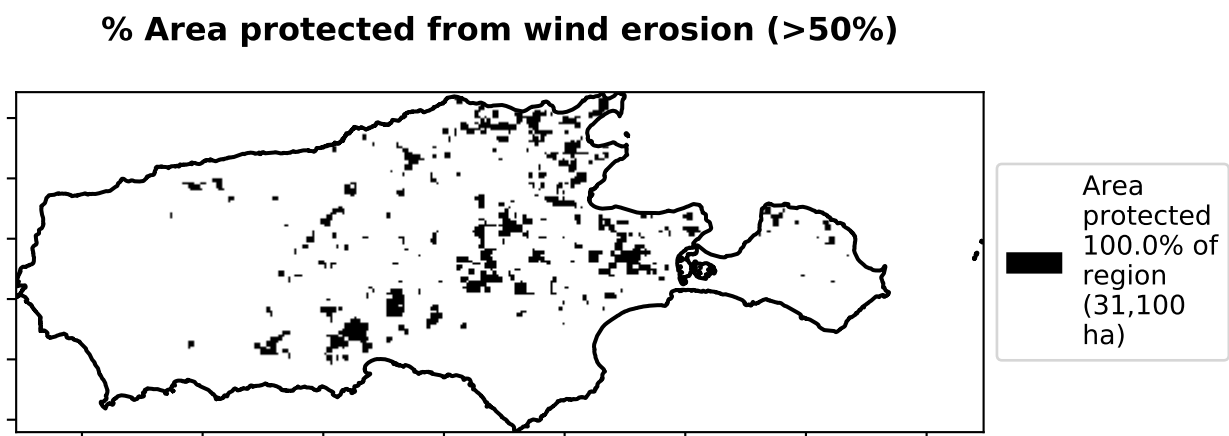 % Area protected from wind erosion (>50%)
Area
protected
100.0% of
region
(31,100
ha)